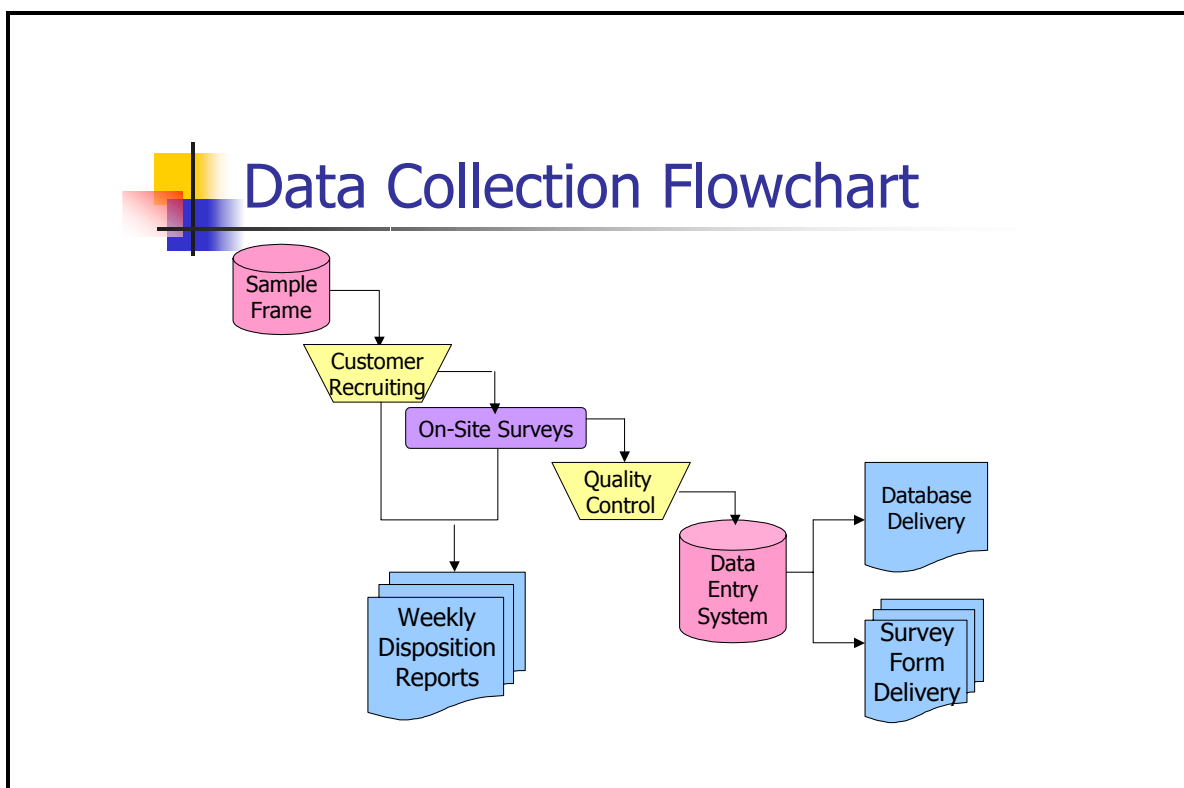 Data Collection Flowchart
Sample
Frame
Customer
Recruiting
On-Site Surveys
Quality
Control
Database
Delivery
Data
Entry
System
Weekly
Disposition
Reports
Survey
Form
Delivery